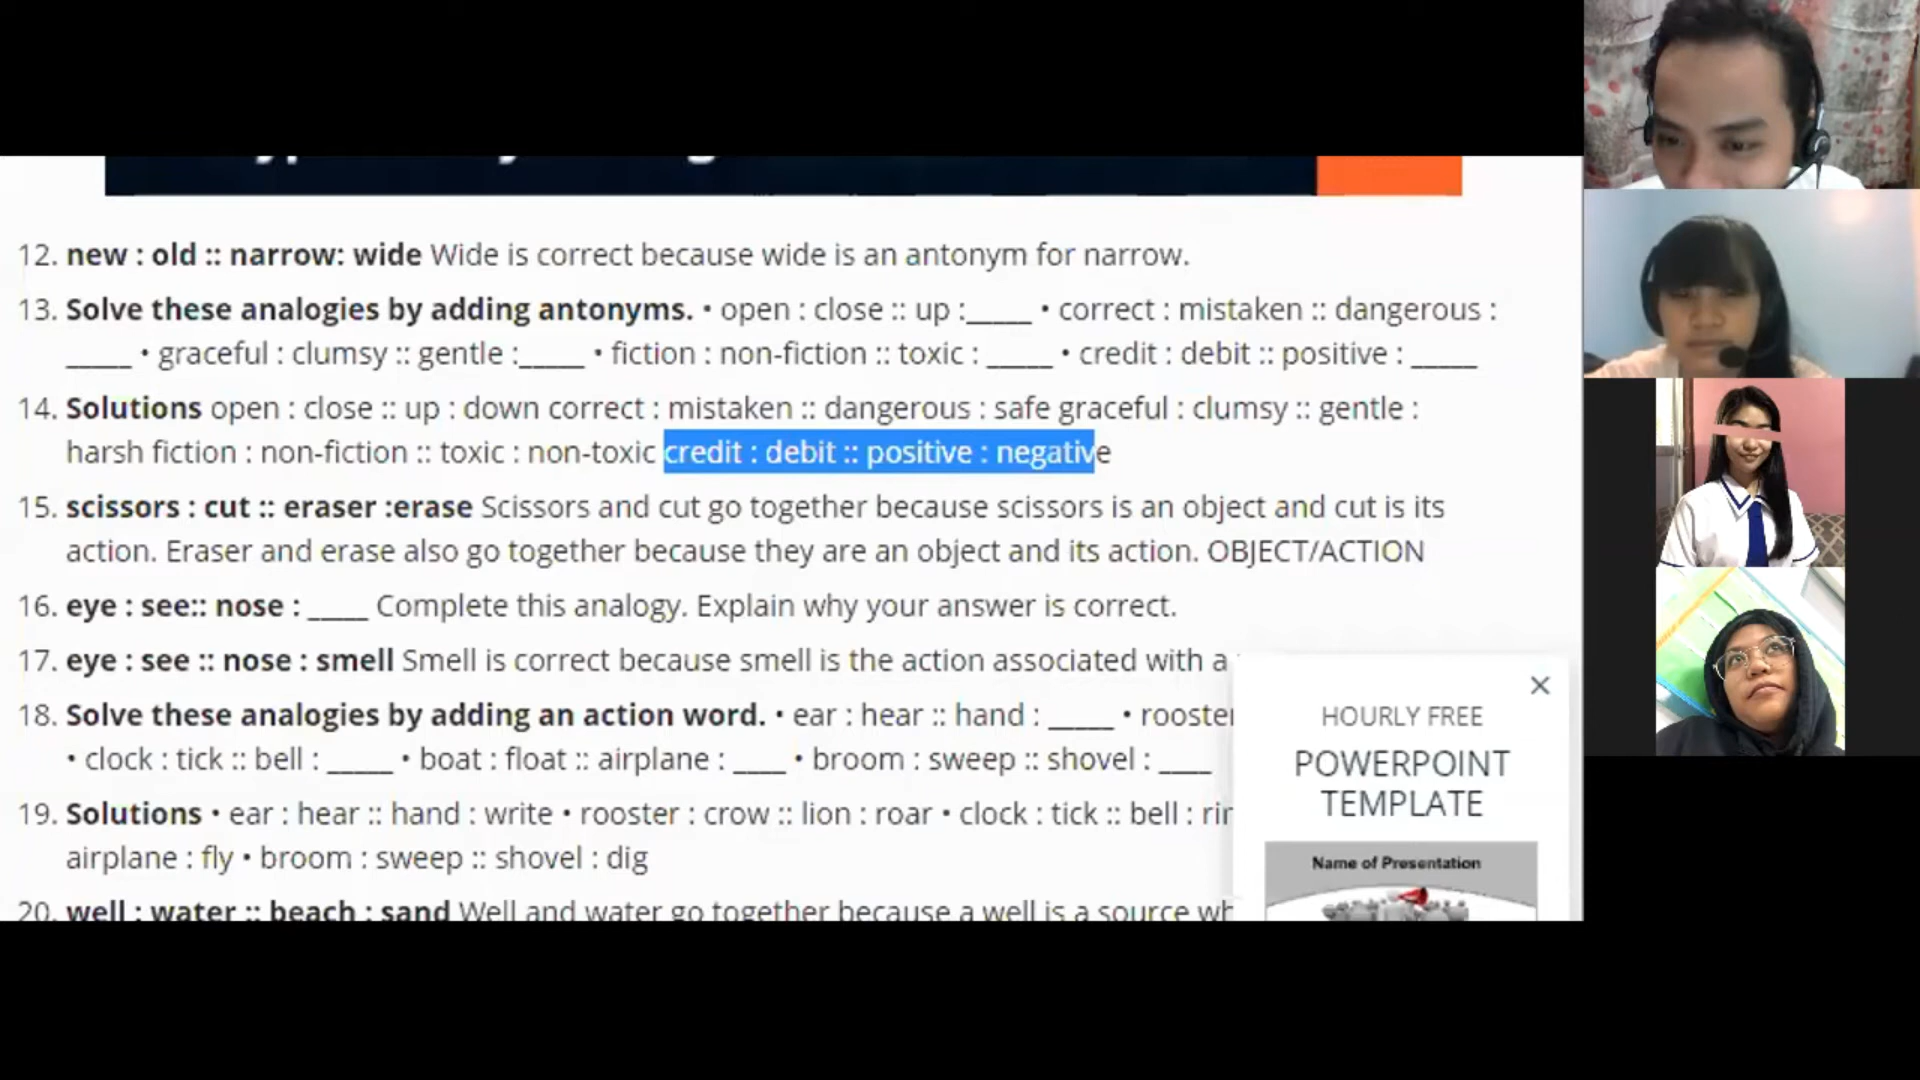 12. new : old :: narrow: wide Wide is correct because wide is an antonym for narrow.
13. Solve these analogies by adding antonyms. • open : close :: up :_____ • correct : mistaken :: dangerous :
_____ • graceful : clumsy :: gentle :_____ • fiction : non-fiction :: toxic : _____ • credit : debit :: positive : _____
14. Solutions open : close :: up : down correct : mistaken :: dangerous : safe graceful : clumsy :: gentle :
harsh fiction : non-fiction :: toxic : non-toxic credit : debit :: positive : negative
15. scissors : cut :: eraser :erase Scissors and cut go together because scissors is an object and cut is its
action. Eraser and erase also go together because they are an object and its action. OBJECT/ACTION
16. eye : see:: nose : _____ Complete this analogy. Explain why your answer is correct.
17. eye : see :: nose : smell Smell is correct because smell is the action associated with a
18. Solve these analogies by adding an action word. • ear : hear :: hand : _____ • rooster
• clock : tick :: bell : _____ • boat : float :: airplane : ____ • broom : sweep :: shovel : ____
19. Solutions • ear : hear :: hand : write • rooster : crow :: lion : roar • clock : tick :: bell :
airplane : fly • broom : sweep :: shovel : dig
20. well : water :: beach : sand Well and water go together because a well is a source
HOURLY FREE
POWERPOINT
TEMPLATE
Name of Presentation